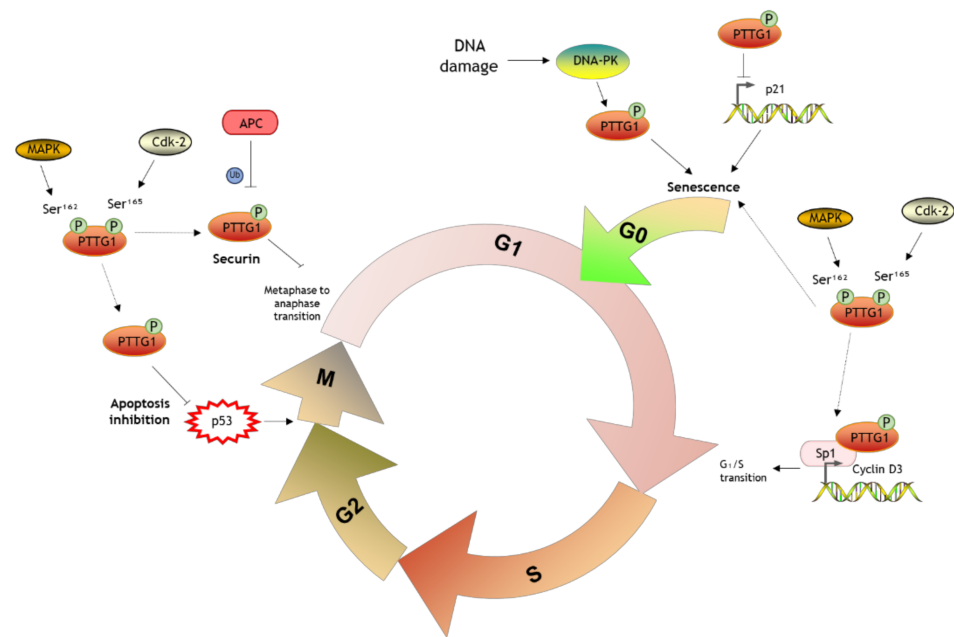 P
PTTG1
DNA
damage
DNA-PK
p21
P
PTTG1
APC
MAPK
Cdk-2
Ub
Ser¹⁶²
Ser¹⁶⁵
P
P
PTTG1
P
PTTG1
Securin
Metaphase to
anaphase
transition
P
PTTG1
Apoptosis
inhibition
p53
Senescence
G0
G1
M
G2
S
MAPK
Cdk-2
Ser¹⁶²
Ser¹⁶⁵
P
P
PTTG1
P
PTTG1
Sp1
Cyclin D3
G₁/S
transition